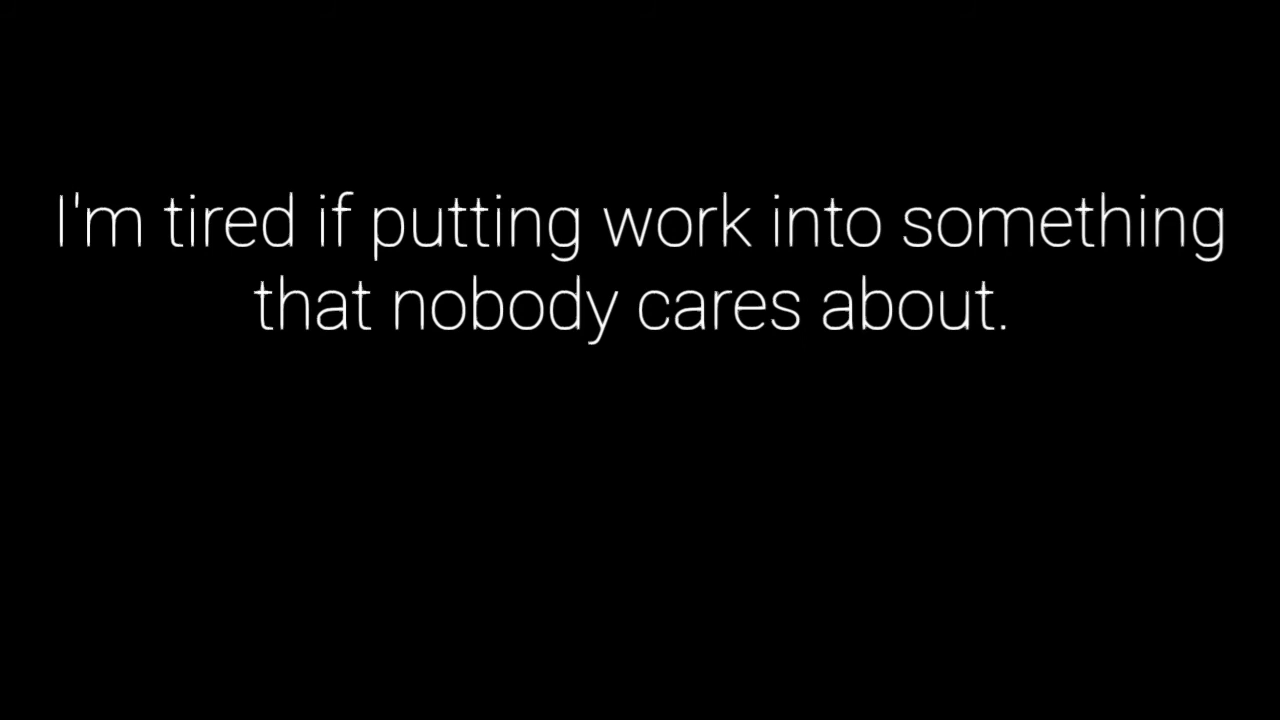 I'm tired if putting work into something
that nobody cares about.